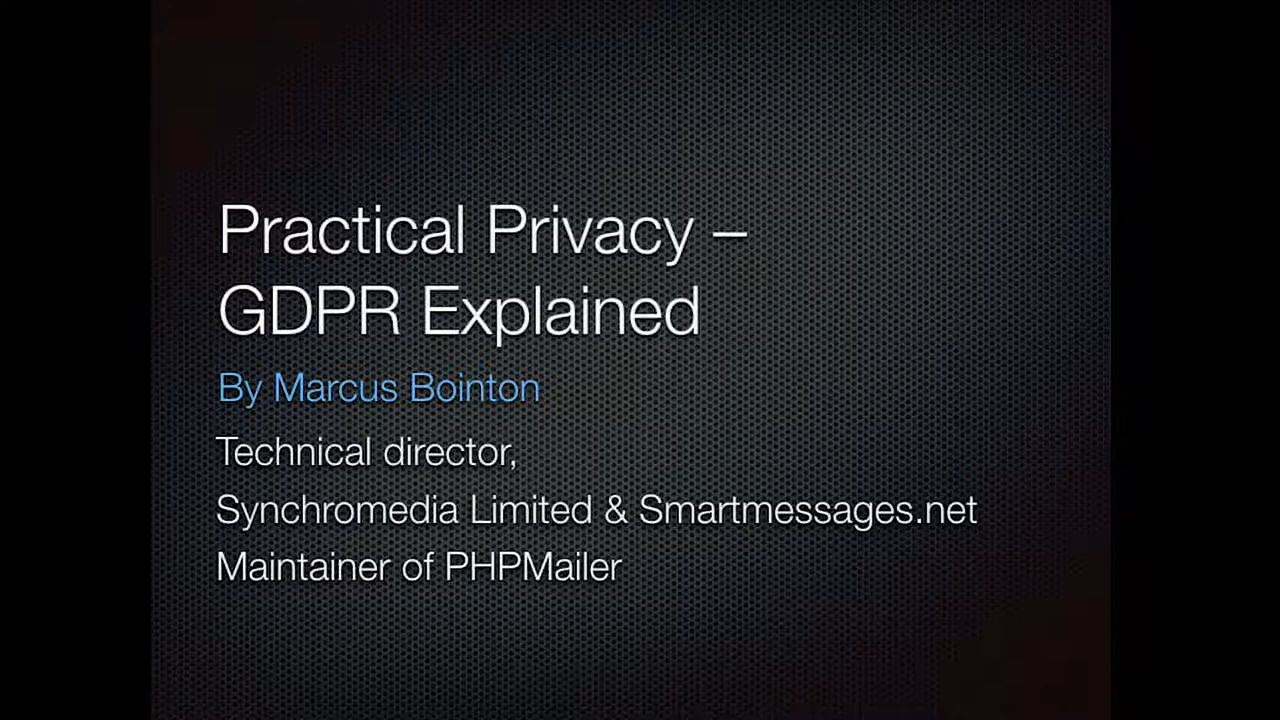 Practical Privacy –
GDPR Explained
By Marcus Bointon
Technical director,
Synchromedia Limited & Smartmessages.net
Maintainer of PHPMailer